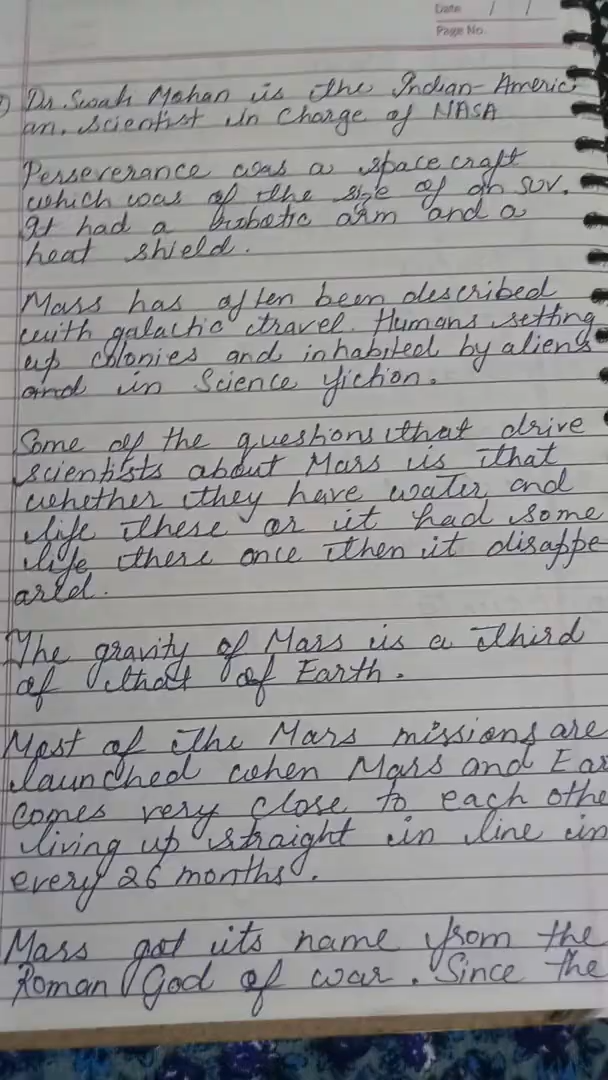 Date / /
Page No.
Dr. Swati Mohan is the Indian-Americ
an. scientist in charge of NASA
Perseverance was a spacecraft
which was of the size of an SUV.
It had a robotic arm and a
heat shield.
Mars has often been described
with galactic travel. Humans setting
up colonies and inhabited by aliens
and in Science fiction.
Some of the questions that drive
scientists about Mars is that
whether they have water and
life there or it had some
life there once then it disappe
ared.
The gravity of Mars is a third
of that of Earth.
Most of the Mars missions are
launched when Mars and Ear
comes very close to each othe
living up straight in line in
every 26 months.
Mars got its name from the
Roman God of war. Since the